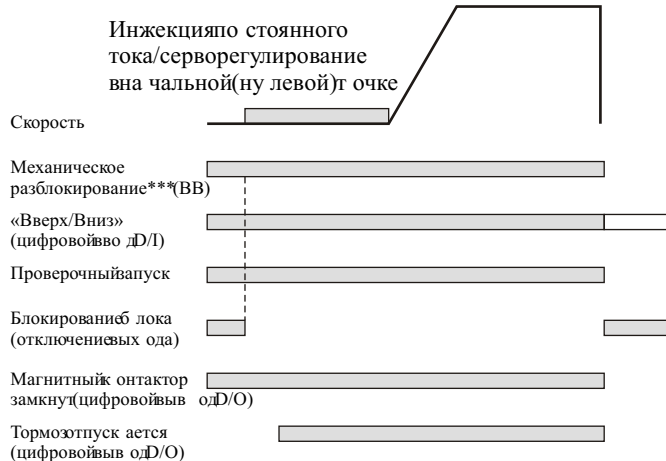 Инжекцияпо стоянного
тока/серворегулирование
вна чальной(ну левой)т очке
Скорость
Механическое
разблокирование***(BB)
«Вверх/Вниз»
(цифровойвво дD/I)
Проверочныйзапуск
Блокированиеб лока
(отключениевых ода)
Магнитныйк онтактор
замкнут(цифровойвыв одD/O)
Тормозотпуск ается
(цифровойвыв одD/O)